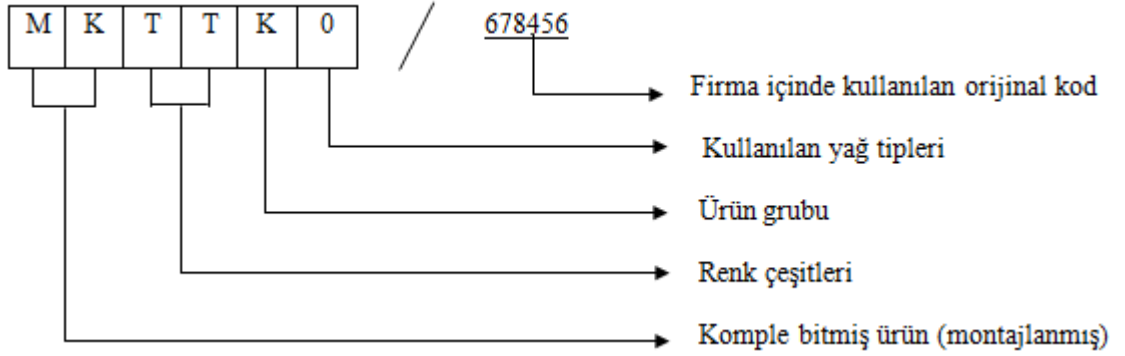 M K T T K 0 / 678456
Firma içinde kullanılan orijinal kod
Kullanılan yağ tipleri
Ürün grubu
Renk çeşitleri
Komple bitmiş ürün (montajlanmış)